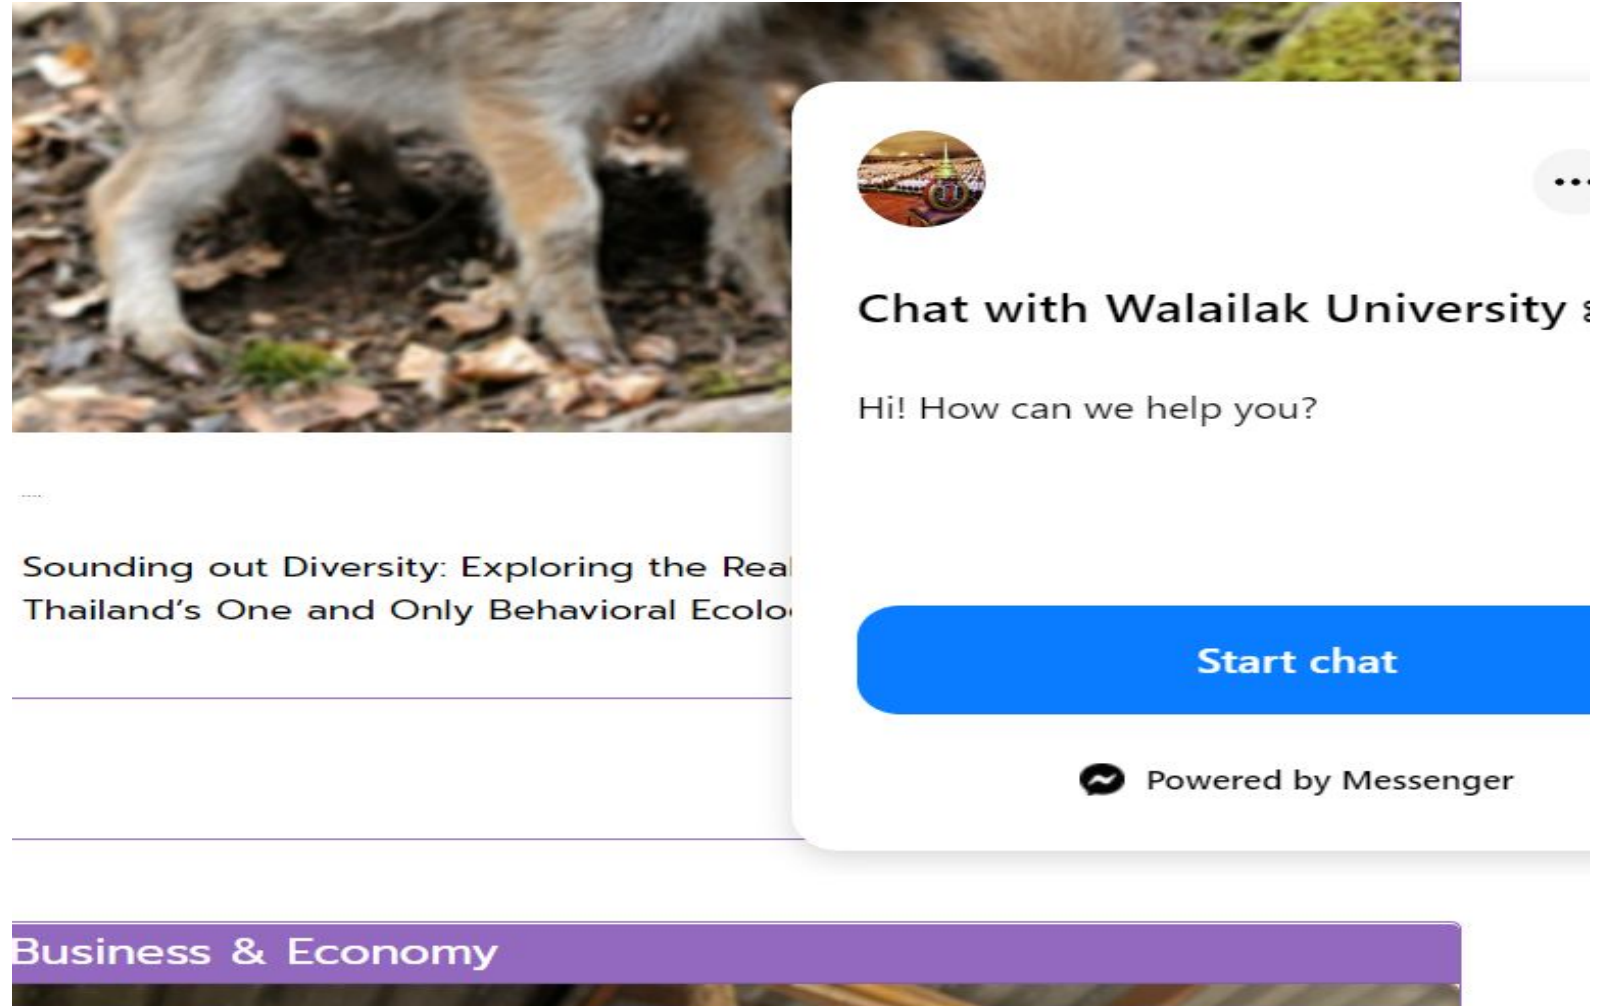 Chat with Walailak University
Hi! How can we help you?
Sounding out Diversity: Exploring the Real
Thailand's One and Only Behavioral Ecolo
Start chat
Powered by Messenger
Business & Economy